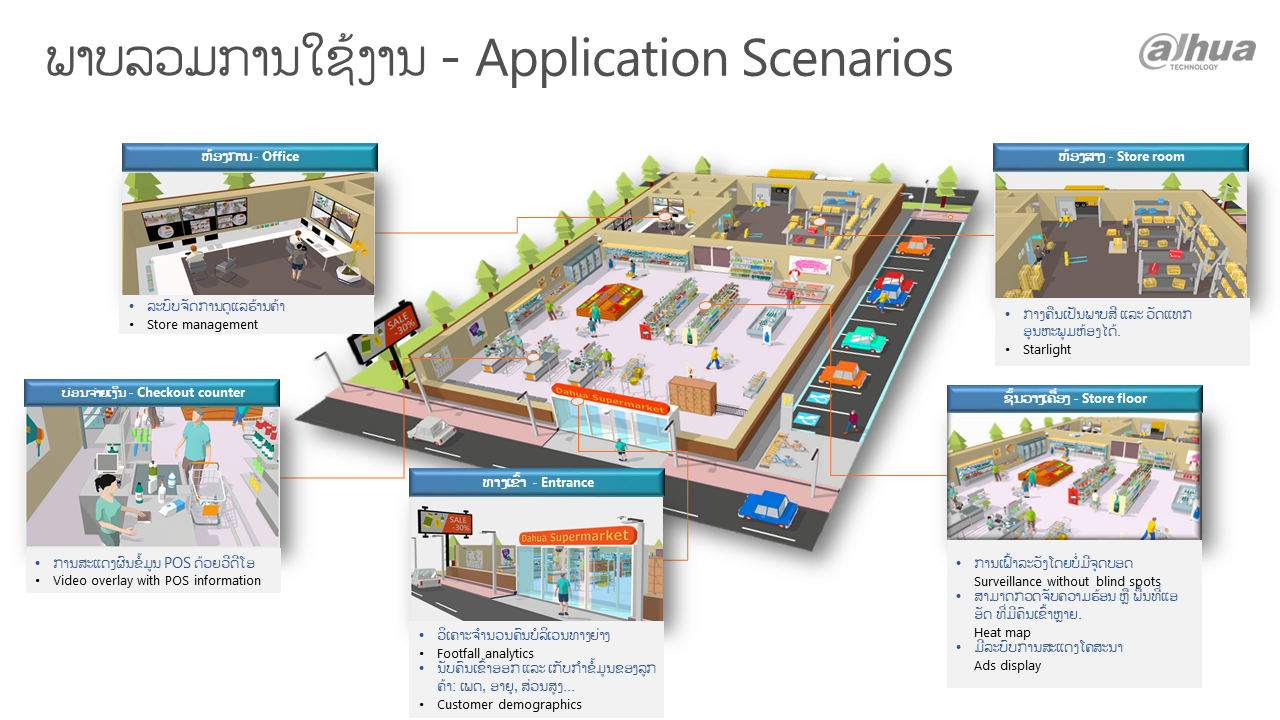 ພາບລວມການໃຊ້ງານ - Application Scenarios
alhua
TECHNOLOGY
ຫ້ອງການ - Office
• ລະບົບຈັດການດູແລຮ້ານຄ້າ
• Store management
ຫ້ອງສາງ - Store room
• ກາງຄືນເປັນພາບສີ ແລະ ວັດແທກ
ອຸນຫະພູມຫ້ອງໄດ້.
• Starlight
SALE
-30%
Dahua Supermarket
P
ບ່ອນຈ່າຍເງິນ - Checkout counter
• ການສະແດງຜົນຂໍ້ມູນ POS ດ້ວຍວີດີໂອ
• Video overlay with POS information
ທາງເຂົ້າ - Entrance
SALE
-30%
Dahua Supermarket
• ວິເຄາະຈຳນວນຄົນບໍລິເວນທາງຍ່າງ
• Footfall analytics
• ນັບຄົນເຂົ້າອອກ ແລະ ເກັບກຳຂໍ້ມູນຂອງລູກ
ຄ້າ: ເພດ, ອາຍຸ, ສ່ວນສູງ...
• Customer demographics
ຊັ້ນວາງເຄື່ອງ - Store floor
• ການເຝົ້າລະວັງໂດຍບໍ່ມີຈຸດບອດ
Surveillance without blind spots
• ສາມາດກວດຈັບຄວາມຮ້ອນ ຫຼື ພື້ນທີ່ແອ
ອັດ ທີ່ມີຄົນເຂົ້າຫຼາຍ.
Heat map
• ມີລະບົບການສະແດງໂຄສະນາ
Ads display